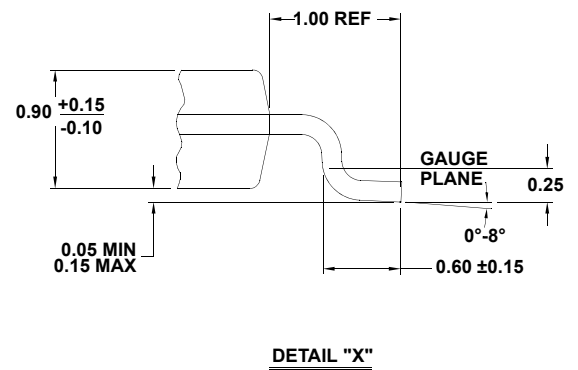 1.00 REF
0.90 +0.15
-0.10
GAUGE
PLANE
0.25
0°-8°
0.05 MIN
0.15 MAX
0.60 ±0.15
DETAIL "X"